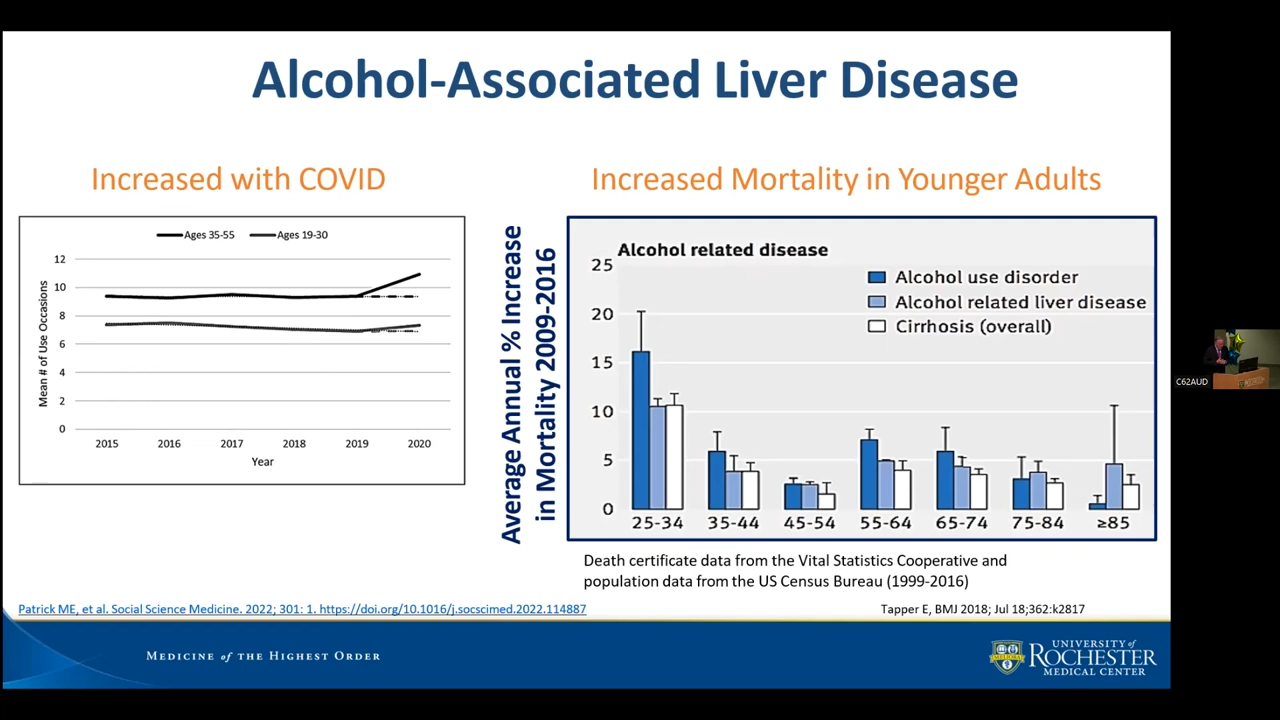 Alcohol-Associated Liver Disease
Increased with COVID
Increased Mortality in Younger Adults
Ages 35-55
Ages 19-30
12
10
8
6
4
2
0
Mean # of Use Occasions
2015 2016 2017 2018 2019 2020
Year
Average Annual % Increase
in Mortality 2009-2016
Alcohol related disease
25
20
15
10
5
0
Alcohol use disorder
Alcohol related liver disease
Cirrhosis (overall)
25-34 35-44 45-54 55-64 65-74 75-84 ≥85
Death certificate data from the Vital Statistics Cooperative and
population data from the US Census Bureau (1999-2016)
Patrick ME, et al. Social Science Medicine. 2022; 301: 1. https://doi.org/10.1016/j.socscimed.2022.114887
Tapper E, BMJ 2018; Jul 18;362:k2817
MEDICINE of THE HIGHEST ORDER
MELIORA
UNIVERSITY of
ROCHESTER
MEDICAL CENTER
C62AUD